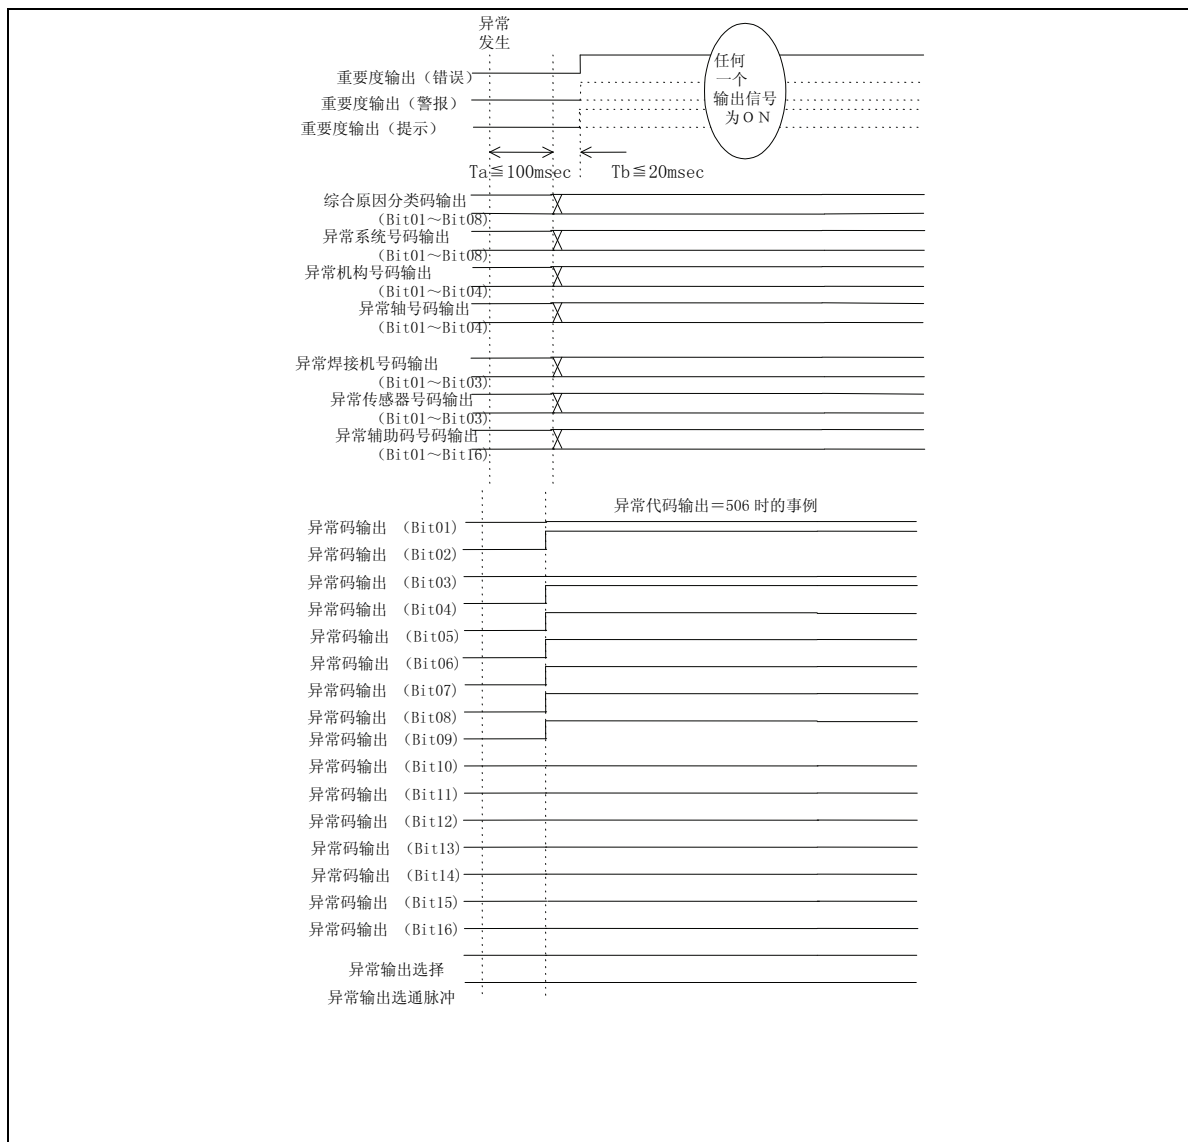 异常
发生
任何
一个
输出信号
为ＯＮ
重要度输出（错误）
重要度输出（警报）
重要度输出（提示）
Ta≦100msec
Tb≦20msec
综合原因分类码输出
(Bit01～Bit08)
异常系统号码输出
(Bit01～Bit08)
异常机构号码输出
(Bit01～Bit04)
异常轴号码输出
(Bit01～Bit04)
异常焊接机号码输出
(Bit01～Bit03)
异常传感器号码输出
(Bit01～Bit03)
异常辅助码号码输出
(Bit01～Bit16)
异常代码输出＝506 时的事例
异常码输出 （Bit01）
异常码输出 （Bit02）
异常码输出 （Bit03）
异常码输出 （Bit04）
异常码输出 （Bit05）
异常码输出 （Bit06）
异常码输出 （Bit07）
异常码输出 （Bit08）
异常码输出 （Bit09）
异常码输出 （Bit10）
异常码输出 （Bit11）
异常码输出 （Bit12）
异常码输出 （Bit13）
异常码输出 （Bit14）
异常码输出 （Bit15）
异常码输出 （Bit16）
异常输出选择
异常输出选通脉冲